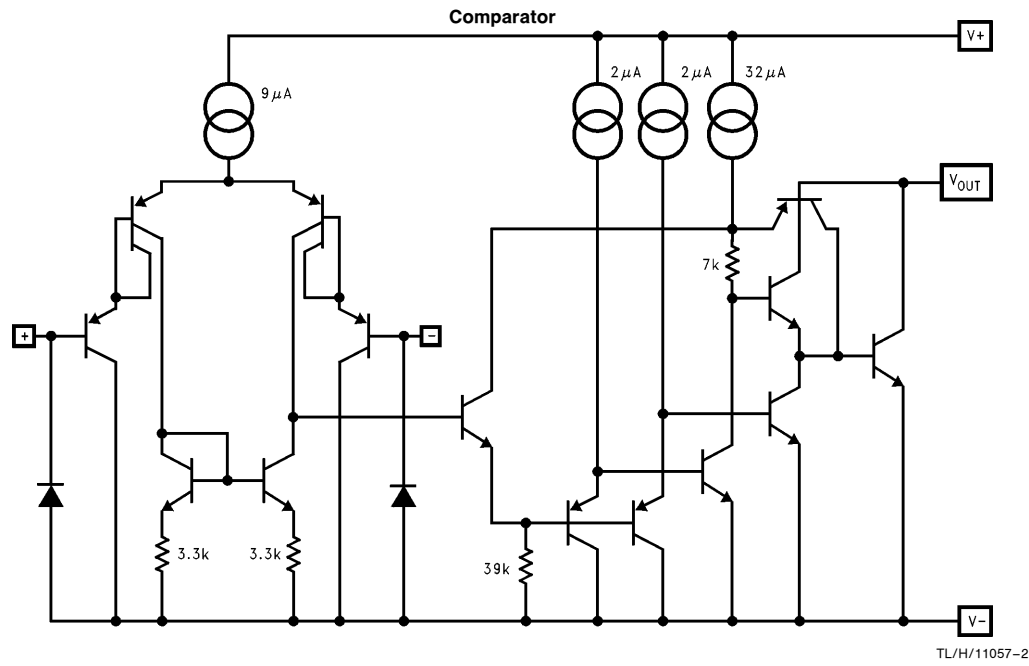 Comparator
V+
9µA
2µA
2µA
32µA
VOUT
7k
+
−
3.3k
3.3k
39k
V−
TL/H/11057–2